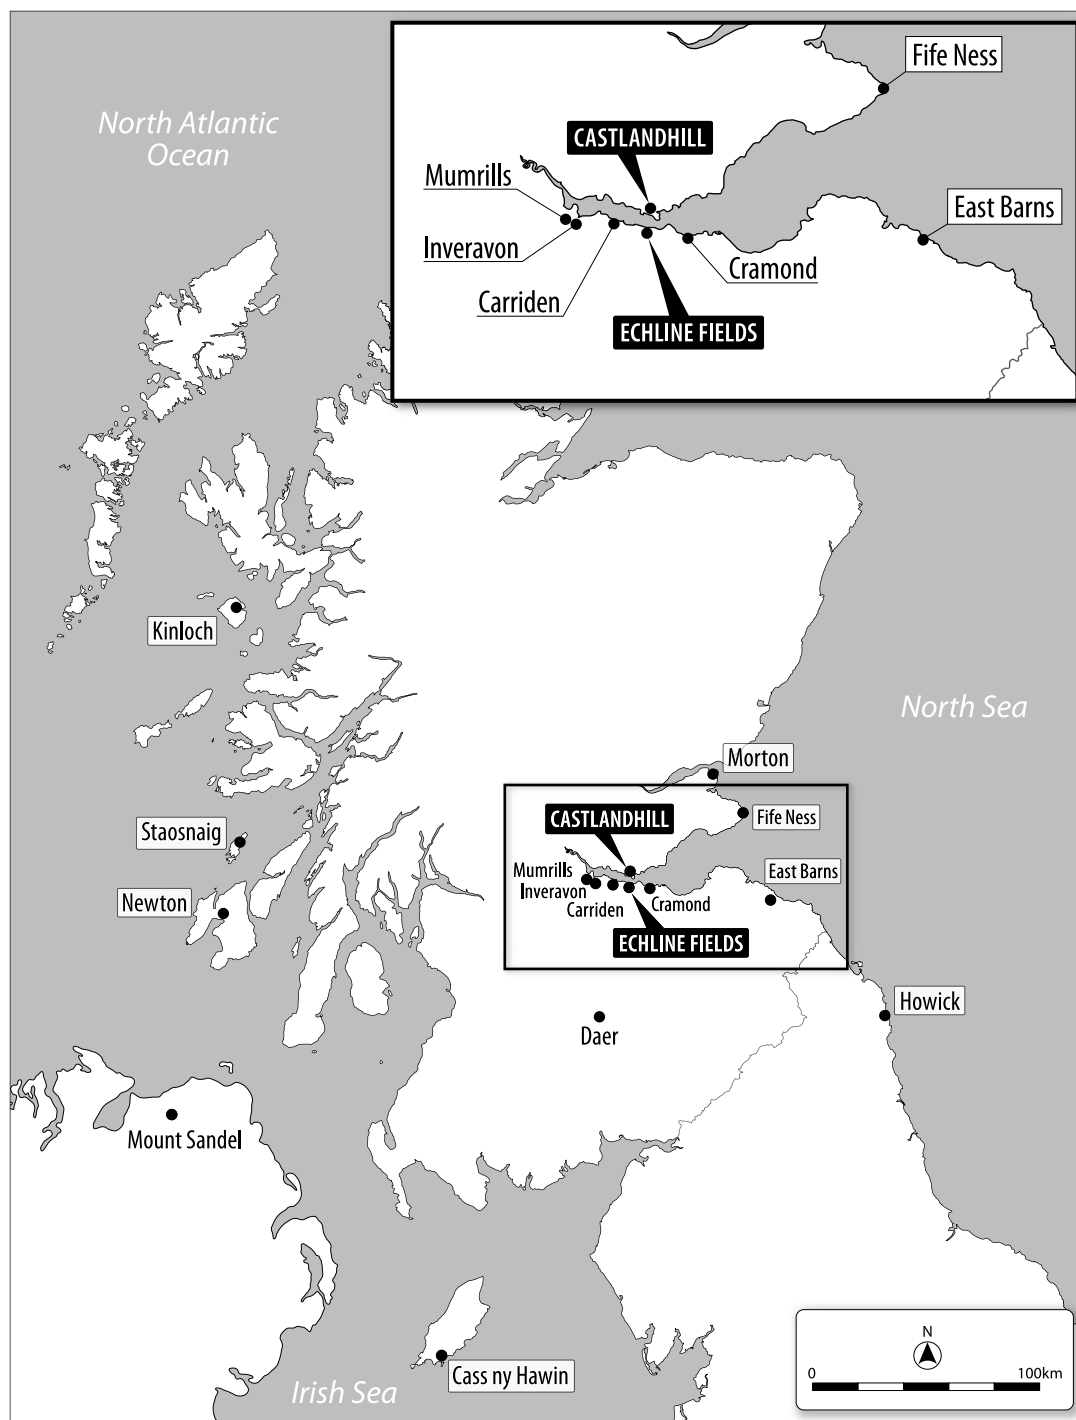 North Atlantic
Ocean
Fife Ness
CASTLANDHILL
Mumrills
East Barns
Inveravon
Cramond
Carriden
ECHLINE FIELDS
Kinloch
North Sea
Morton
CASTLANDHILL
Fife Ness
Staosnaig
Mumrills
East Barns
Inveravon
Newton
Cramond
Carriden
ECHLINE FIELDS
Howick
Daer
Mount Sandel
N
0
100km
Cass ny Hawin
Irish Sea